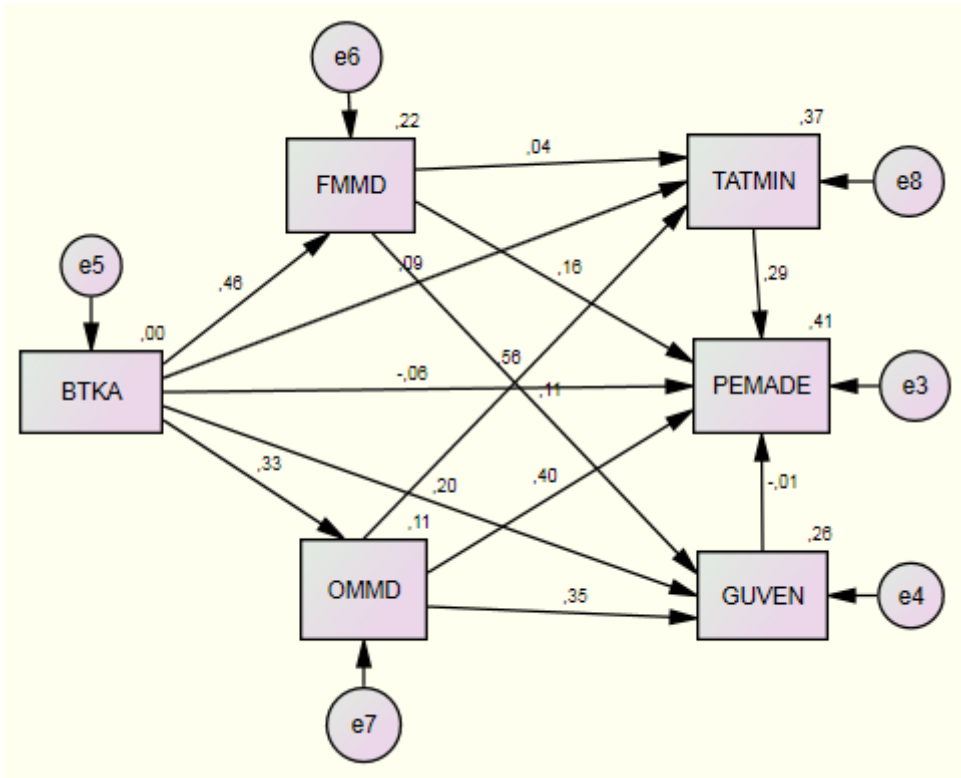 e6
,22
,37
FMMD
,04
TATMIN
e8
e5
,46
,09
,16
,29
,00
,41
BTKA
-,06
,56
,11
PEMADE
e3
,33
,20
,40
-,01
,11
,26
OMMD
,35
GUVEN
e4
e7